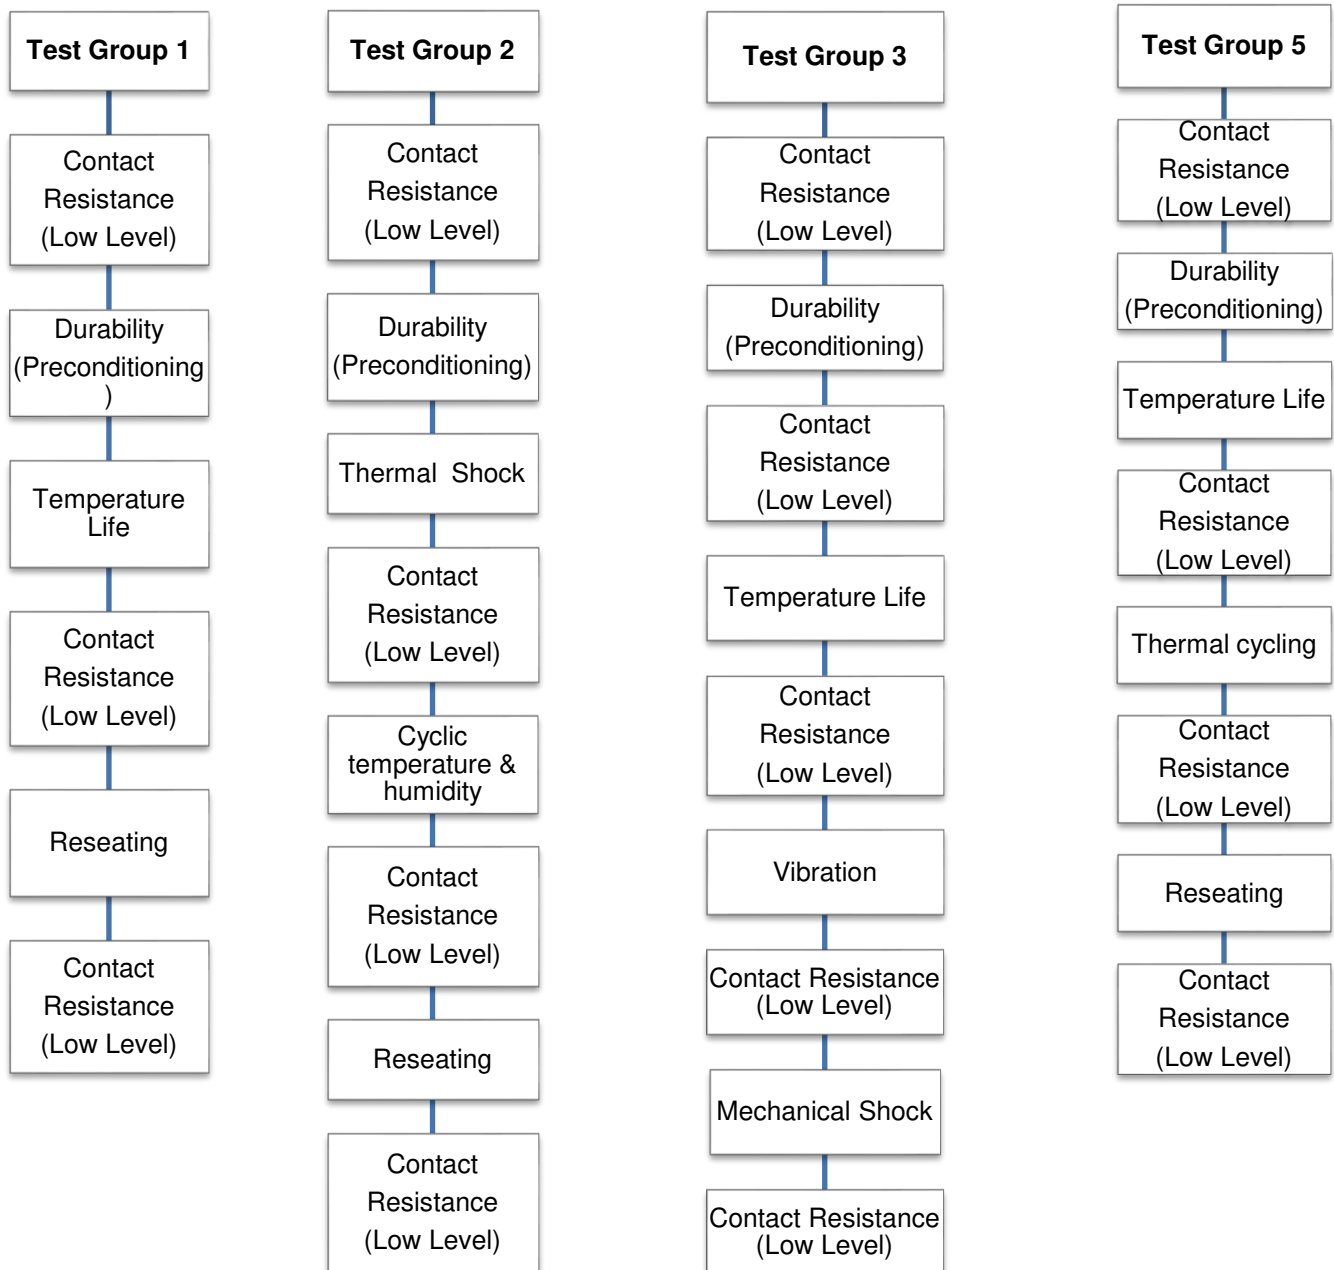 Test Group 1
Contact
Resistance
(Low Level)
Durability
(Preconditioning
)
Temperature
Life
Contact
Resistance
(Low Level)
Reseating
Contact
Resistance
(Low Level)
Test Group 2
Contact
Resistance
(Low Level)
Durability
(Preconditioning)
Thermal Shock
Contact
Resistance
(Low Level)
Cyclic
temperature &
humidity
Contact
Resistance
(Low Level)
Reseating
Contact
Resistance
(Low Level)
Test Group 3
Contact
Resistance
(Low Level)
Durability
(Preconditioning)
Contact
Resistance
(Low Level)
Temperature Life
Contact
Resistance
(Low Level)
Vibration
Contact Resistance
(Low Level)
Mechanical Shock
Contact Resistance
(Low Level)
Test Group 5
Contact
Resistance
(Low Level)
Durability
(Preconditioning)
Temperature Life
Contact
Resistance
(Low Level)
Thermal cycling
Contact
Resistance
(Low Level)
Reseating
Contact
Resistance
(Low Level)